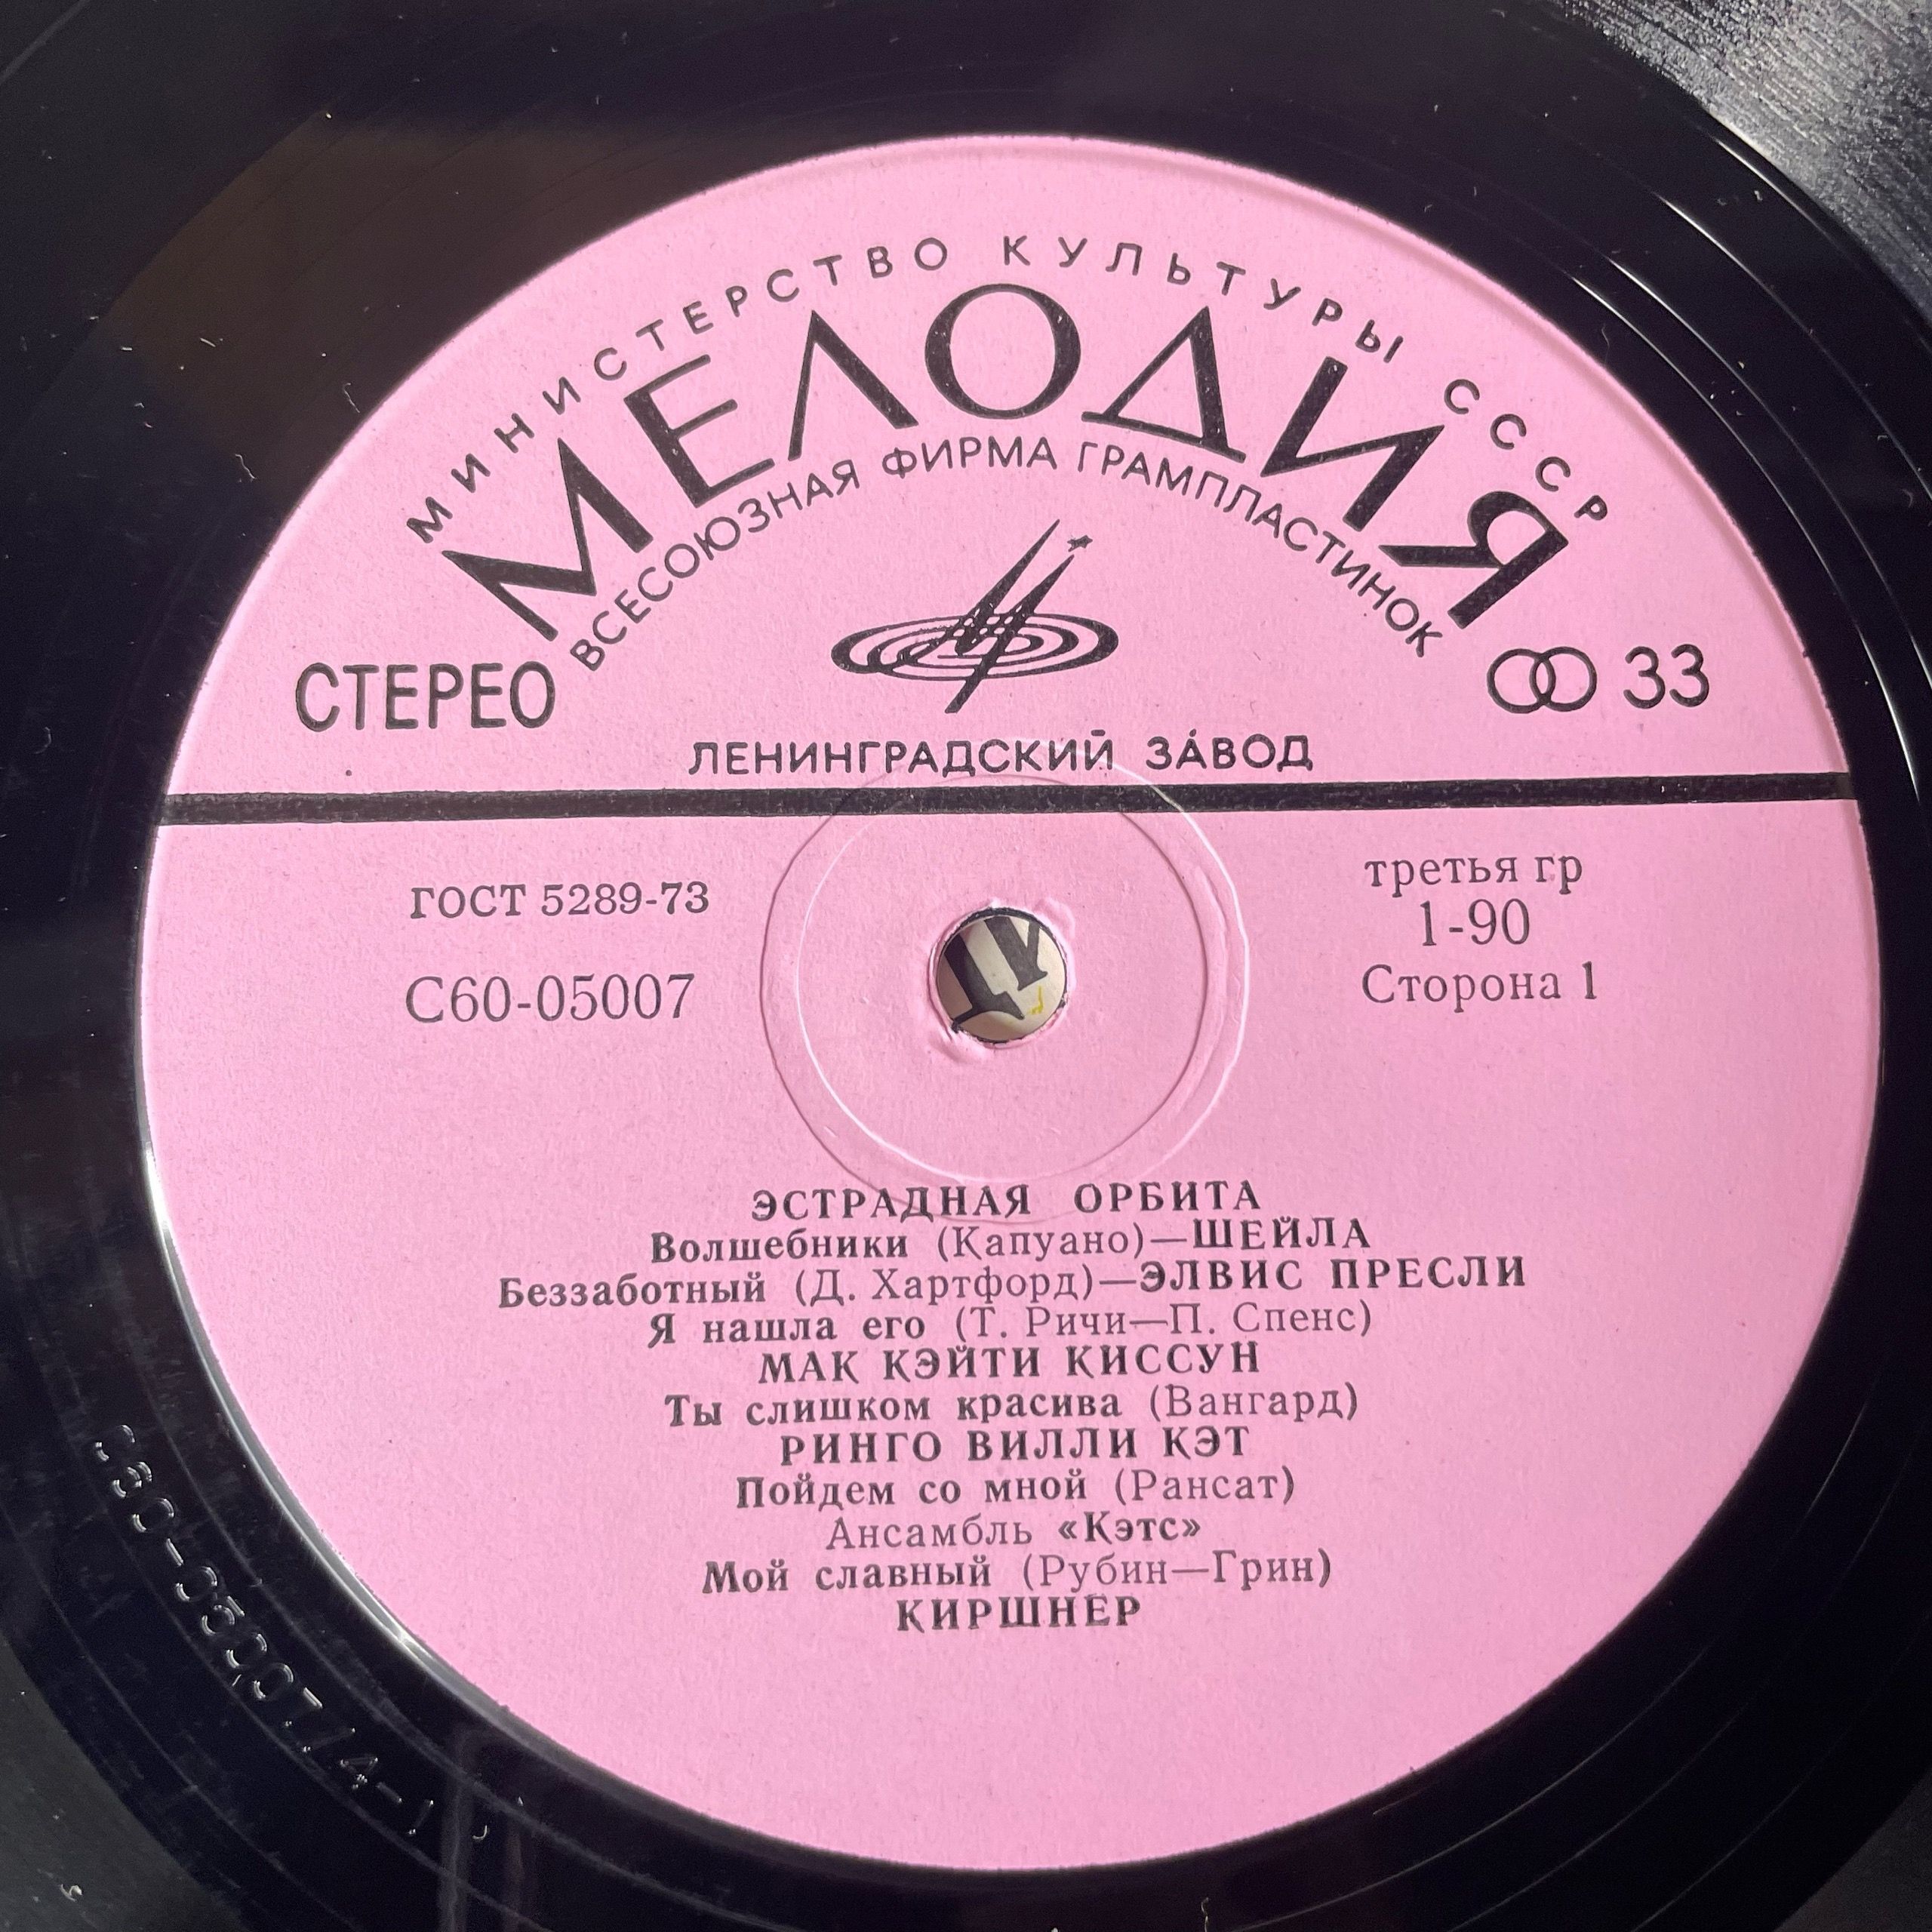 МИНИСТЕРСТВО КУЛЬТУРЫ СССР
МЕЛОДИЯ
ВСЕСОЮЗНАЯ ФИРМА ГРАМПЛАСТИНОК
СТЕРЕО
33
ЛЕНИНГРАДСКИЙ ЗАВОД
ГОСТ 5289-73
третья гр
1-90
С60-05007
Сторона 1
ЭСТРАДНАЯ ОРБИТА
Волшебники (Капуано)—ШЕЙЛА
Беззаботный (Д. Хартфорд)—ЭЛВИС ПРЕСЛИ
Я нашла его (Т. Ричи—П. Спенс)
МАК КЭЙТИ КИССУН
Ты слишком красива (Вангард)
РИНГО ВИЛЛИ КЭТ
Пойдем со мной (Рансат)
Ансамбль «Кэтс»
Мой славный (Рубин—Грин)
КИРШНЕР